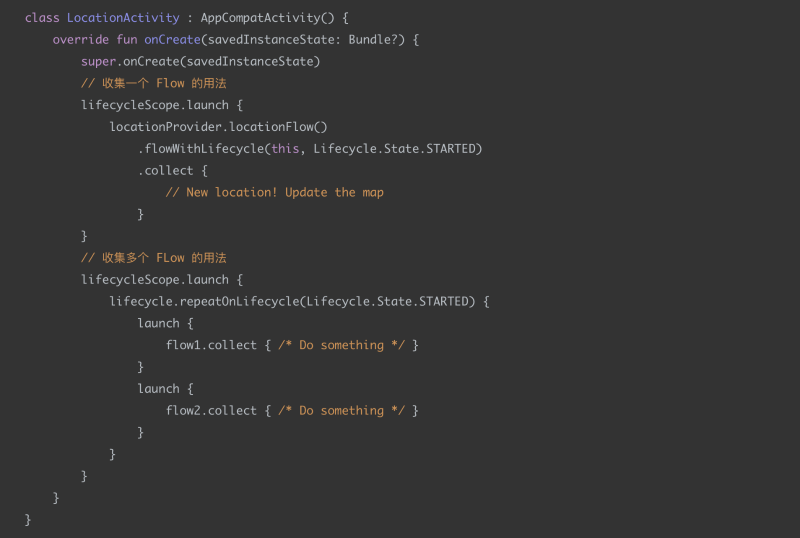 class LocationActivity : AppCompatActivity() {
    override fun onCreate(savedInstanceState: Bundle?) {
        super.onCreate(savedInstanceState)
        // 收集一个 Flow 的用法
        lifecycleScope.launch {
            locationProvider.locationFlow()
                .flowWithLifecycle(this, Lifecycle.State.STARTED)
                .collect {
                    // New location! Update the map
                }
        }
        // 收集多个 FLow 的用法
        lifecycleScope.launch {
            lifecycle.repeatOnLifecycle(Lifecycle.State.STARTED) {
                launch {
                    flow1.collect { /* Do something */ }
                }
                launch {
                    flow2.collect { /* Do something */ }
                }
            }
        }
    }
}